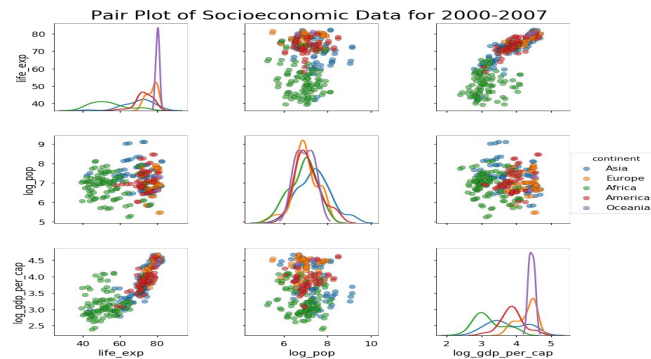 Pair Plot of Socioeconomic Data for 2000-2007
80
70
60
50
40
life_exp
9
8
7
6
5
log_pop
continent
Asia
Europe
Africa
Americas
Oceania
4.5
4.0
3.5
3.0
2.5
log_gdp_per_cap
40 60 80
6 8 10
2 3 4 5
life_exp
log_pop
log_gdp_per_cap